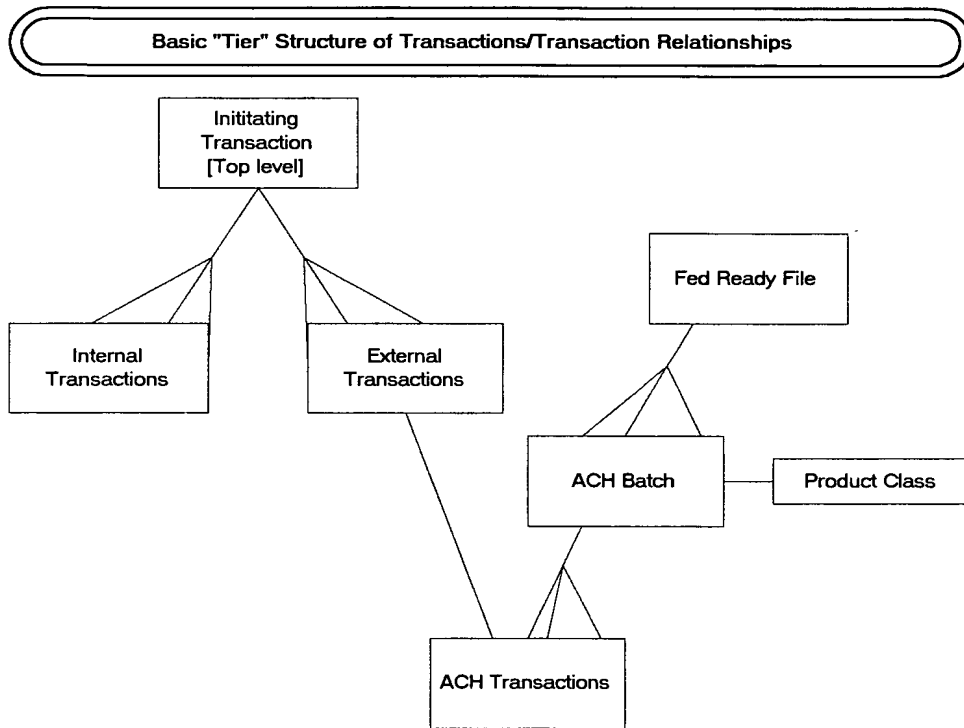 Basic "Tier" Structure of Transactions/Transaction Relationships
Inititating
Transaction
[Top level]
Fed Ready File
Internal
Transactions
External
Transactions
ACH Batch
Product Class
ACH Transactions